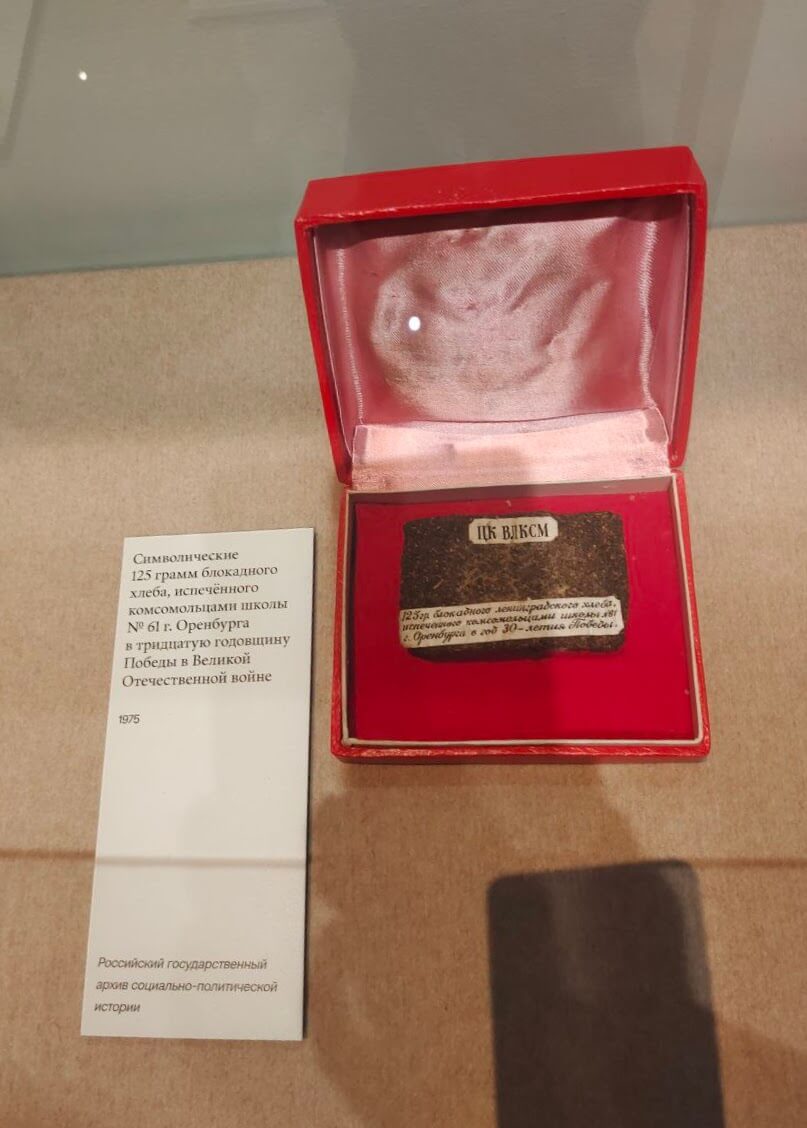 Символические
125 грамм блокадного
хлеба, испечённого
комсомольцами школы
№ 61 г. Оренбурга
в тридцатую годовщину
Победы в Великой
Отечественной войне
1975
Российский государственный
архив социально-политической
истории
ЦК ВЛКСМ
125 гр. блокадного ленинградского хлеба,
испеченного комсомольцами школы №61
г. Оренбурга в год 30-летия Победы.